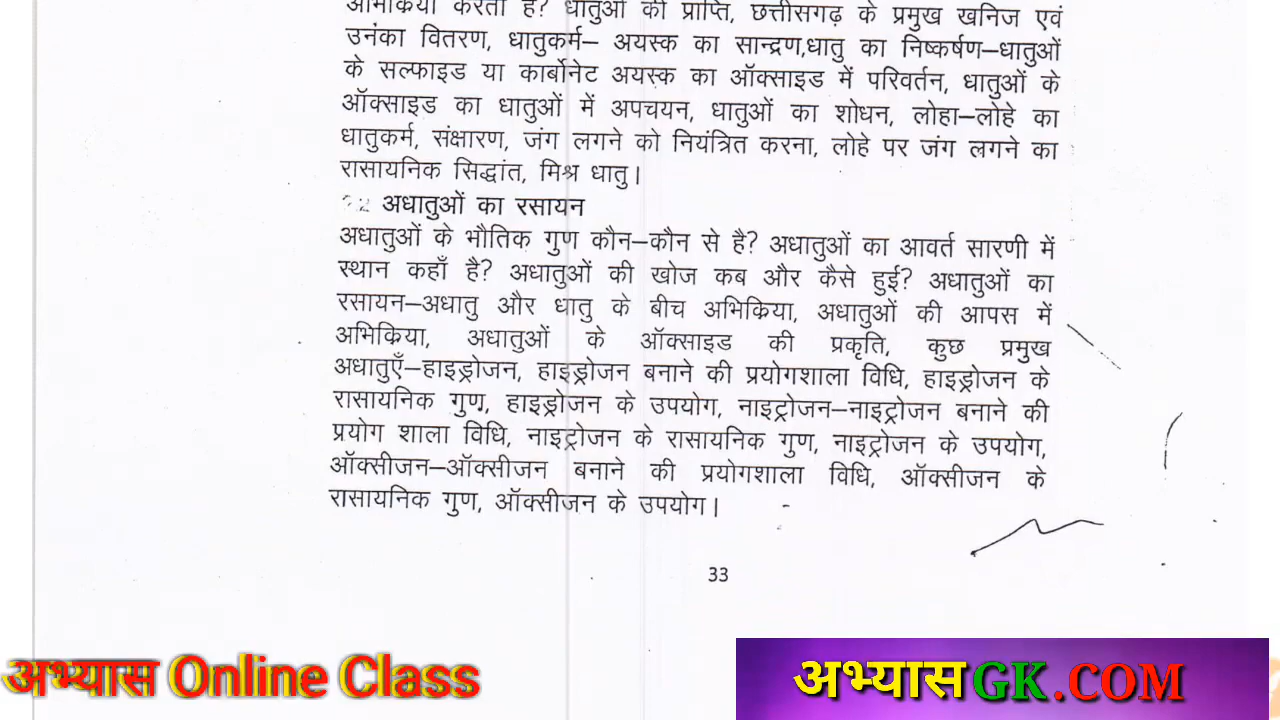 अभिक्रिया करती है? धातुओं की प्राप्ति, छत्तीसगढ़ के प्रमुख खनिज एवं
उनंका वितरण, धातुकर्म– अयस्क का सान्द्रण,धातु का निष्कर्षण–धातुओं
के सल्फाइड या कार्बोनेट अयस्क का ऑक्साइड में परिवर्तन, धातुओं के
ऑक्साइड का धातुओं में अपचयन, धातुओं का शोधन, लोहा–लोहे का
धातुकर्म, संक्षारण, जंग लगने को नियंत्रित करना, लोहे पर जंग लगने का
रासायनिक सिद्धांत, मिश्र धातु।
अधातुओं का रसायन
अधातुओं के भौतिक गुण कौन–कौन से है? अधातुओं का आवर्त सारणी में
स्थान कहाँ है? अधातुओं की खोज कब और कैसे हुई? अधातुओं का
रसायन–अधातु और धातु के बीच अभिकिया, अधातुओं की आपस में
अभिकिया, अधातुओं के ऑक्साइड की प्रकृति, कुछ प्रमुख
अधातुएँ–हाइड्रोजन, हाइड्रोजन बनाने की प्रयोगशाला विधि, हाइड्रोजन के
रासायनिक गुण, हाइड्रोजन के उपयोग, नाइट्रोजन–नाइट्रोजन बनाने की
प्रयोग शाला विधि, नाइट्रोजन के रासायनिक गुण, नाइट्रोजन के उपयोग,
ऑक्सीजन–ऑक्सीजन बनाने की प्रयोगशाला विधि, ऑक्सीजन के
रासायनिक गुण, ऑक्सीजन के उपयोग।
33
अभ्यास Online Class
अभ्यासGK.COM